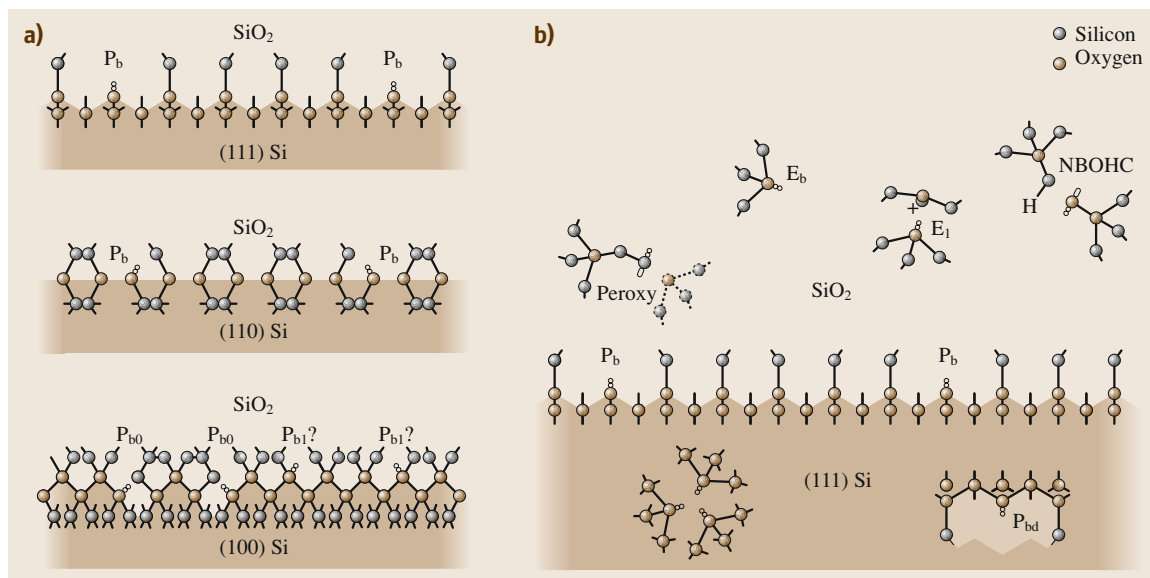 a)
SiO2
Pb
Pb
(111) Si
SiO2
Pb
Pb
(110) Si
SiO2
Pb0
Pb0
Pb1?
Pb1?
(100) Si
b)
Silicon
Oxygen
Eb
NBOHC
+
E1
H
Peroxy
SiO2
Pb
Pb
(111) Si
Pbd